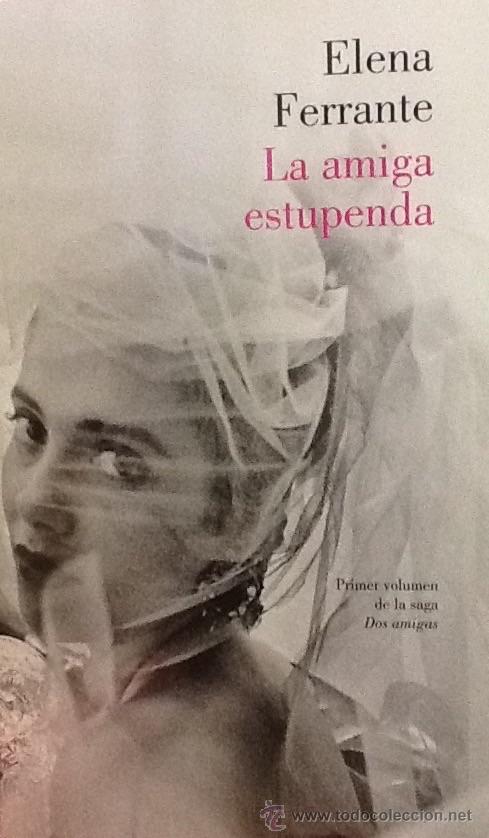 Elena
Ferrante
La amiga
estupenda
Primer volumen
de la saga
Dos amigas
www.todocoleccion.net